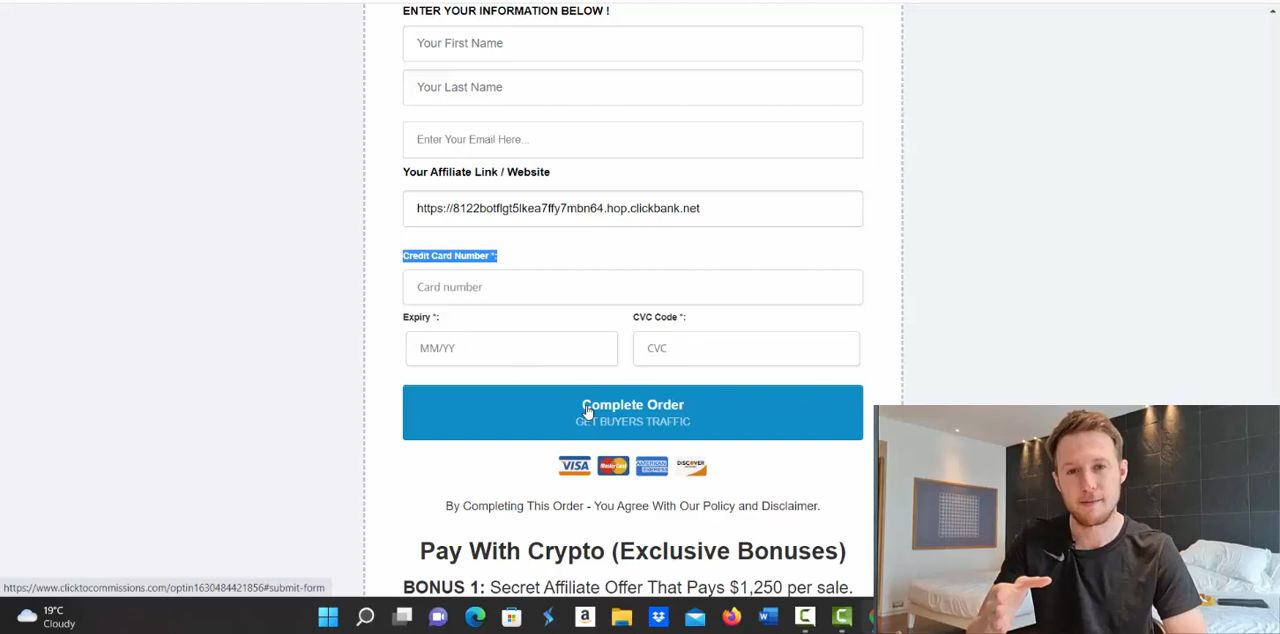 ENTER YOUR INFORMATION BELOW !
Your First Name
Your Last Name
Enter Your Email Here...
Your Affiliate Link / Website
https://8122botflgt5lkea7ffy7mbn64.hop.clickbank.net
Credit Card Number *:
Card number
Expiry *:
CVC Code *:
MM/YY
CVC
Complete Order
GET BUYERS TRAFFIC
VISA
MasterCard
AMERICAN EXPRESS
DISCOVER
By Completing This Order - You Agree With Our Policy and Disclaimer.
Pay With Crypto (Exclusive Bonuses)
BONUS 1: Secret Affiliate Offer That Pays $1,250 per sale.
https://www.clicktocommissions.com/optin1630484421856#submit-form
19°C
Cloudy